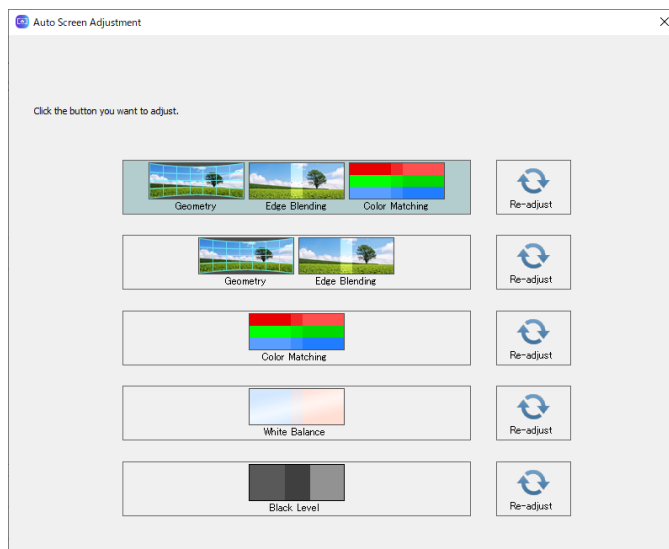 Auto Screen Adjustment
Click the button you want to adjust.
Geometry Edge Blending Color Matching
Re-adjust
Geometry Edge Blending
Re-adjust
Color Matching
Re-adjust
White Balance
Re-adjust
Black Level
Re-adjust